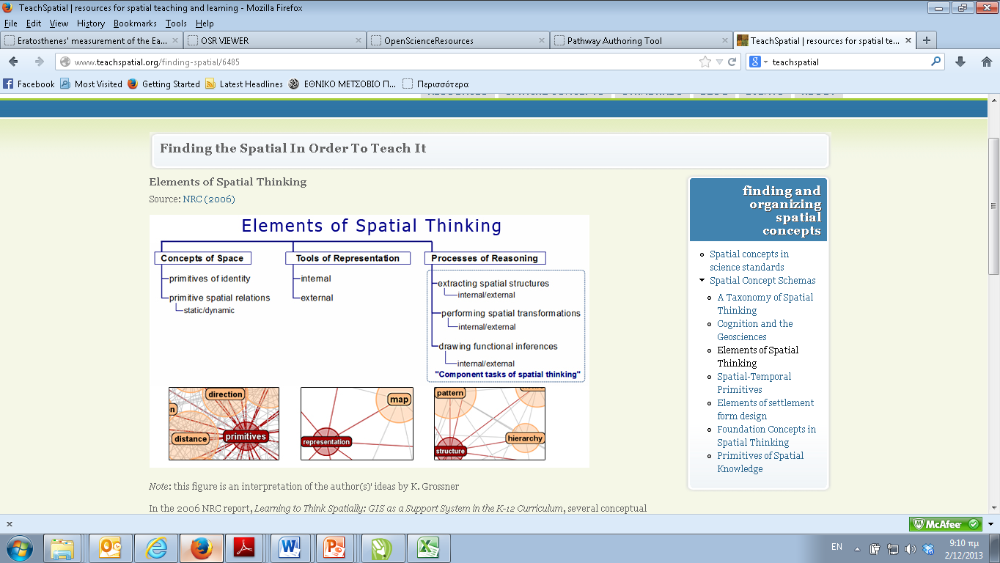 TeachSpatial | resources for spatial teaching and learning - Mozilla Firefox
File Edit View History Bookmarks Tools Help
Eratosthenes' measurement of the Ea...
OSR VIEWER
OpenScienceResources
Pathway Authoring Tool
TeachSpatial | resources for spatial te...
www.teachspatial.org/finding-spatial/6485
teachspatial
Facebook Most Visited Getting Started Latest Headlines ΕΘΝΙΚΟ ΜΕΤΣΟΒΙΟ Π... Περισσότερα
Finding the Spatial In Order To Teach It
Elements of Spatial Thinking
Source: NRC (2006)
Elements of Spatial Thinking
Concepts of Space
primitives of identity
primitive spatial relations
static/dynamic
Tools of Representation
internal
external
Processes of Reasoning
extracting spatial structures
internal/external
performing spatial transformations
internal/external
drawing functional inferences
internal/external
"Component tasks of spatial thinking"
direction
n
distance
primitives
map
representation
pattern
hierarchy
structure
Note: this figure is an interpretation of the author(s)' ideas by K. Grossner
In the 2006 NRC report, Learning to Think Spatially: GIS as a Support System in the K-12 Curriculum, several conceptual
finding and
organizing
spatial
concepts
Spatial concepts in
science standards
Spatial Concept Schemas
A Taxonomy of Spatial
Thinking
Cognition and the
Geosciences
Elements of Spatial
Thinking
Spatial-Temporal
Primitives
Elements of settlement
form design
Foundation Concepts in
Spatial Thinking
Primitives of Spatial
Knowledge
McAfee
EN
9:10 πμ
2/12/2013